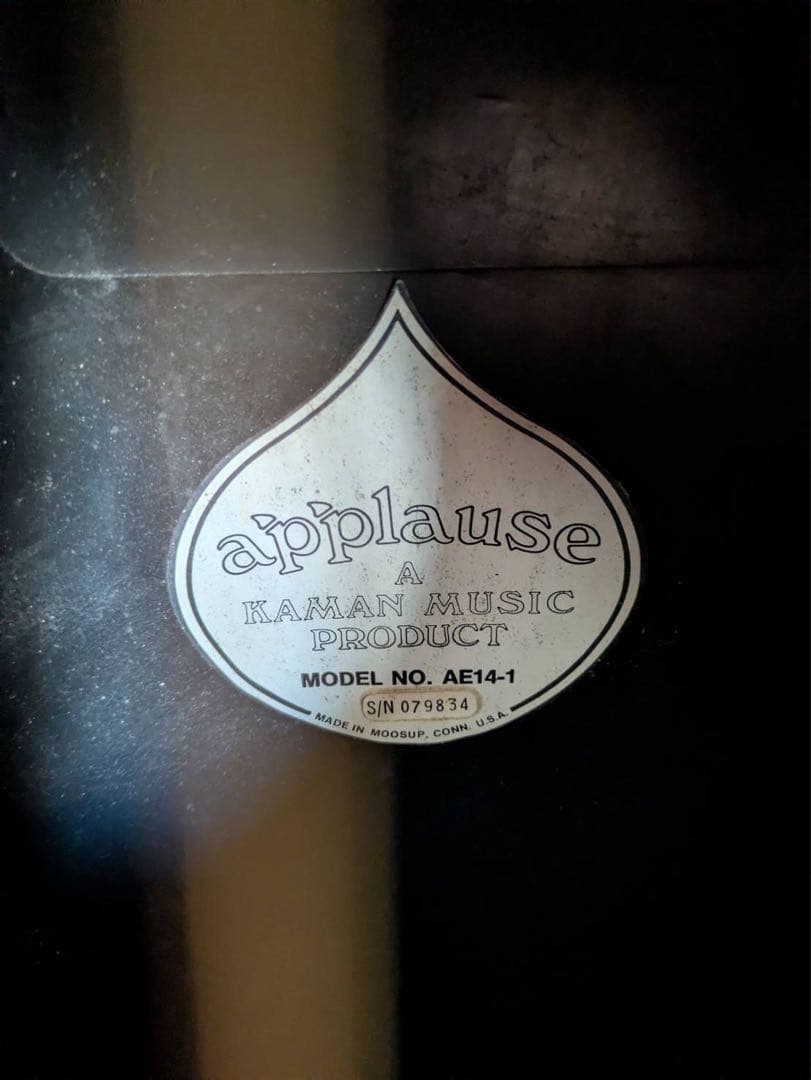 applause
A
KAMAN MUSIC
PRODUCT
MODEL NO. AE14-1
S/N 079834
MADE IN MOOSUP, CONN. U.S.A.